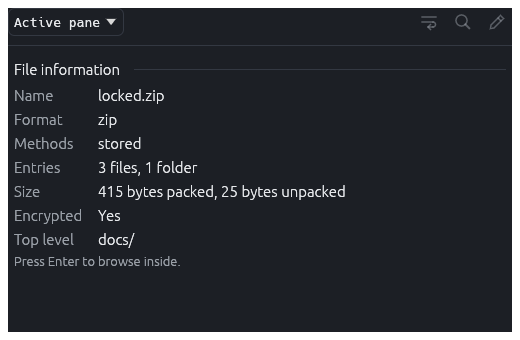 Active pane
File information
Name locked.zip
Format zip
Methods stored
Entries 3 files, 1 folder
Size 415 bytes packed, 25 bytes unpacked
Encrypted Yes
Top level docs/
Press Enter to browse inside.